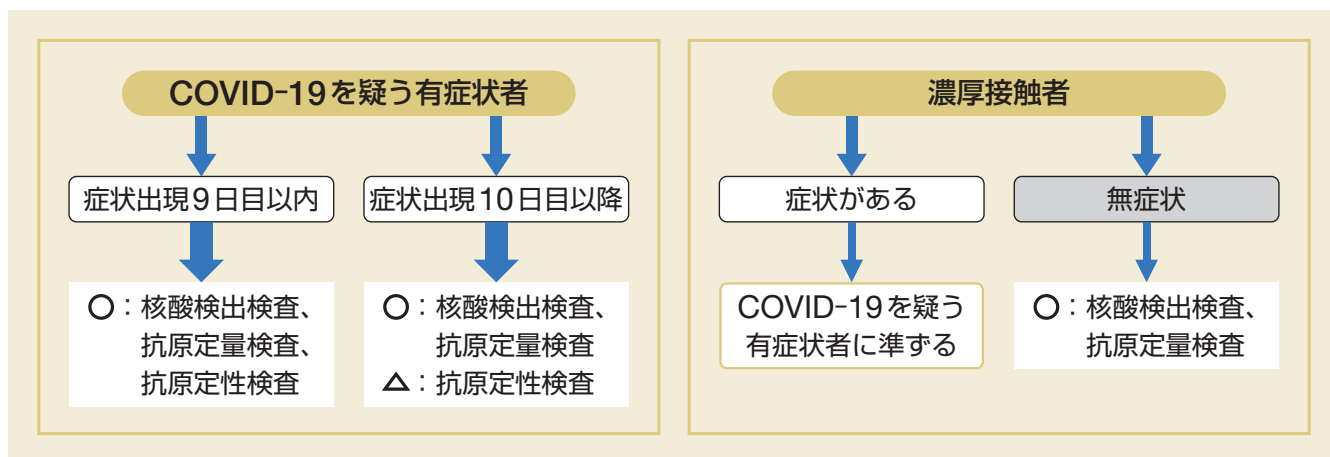 COVID-19を疑う有症状者
症状出現9日目以内
○：核酸検出検査、
抗原定量検査、
抗原定性検査
症状出現10日目以降
○：核酸検出検査、
抗原定量検査
△：抗原定性検査
濃厚接触者
症状がある
COVID-19を疑う
有症状者に準ずる
無症状
○：核酸検出検査、
抗原定量検査